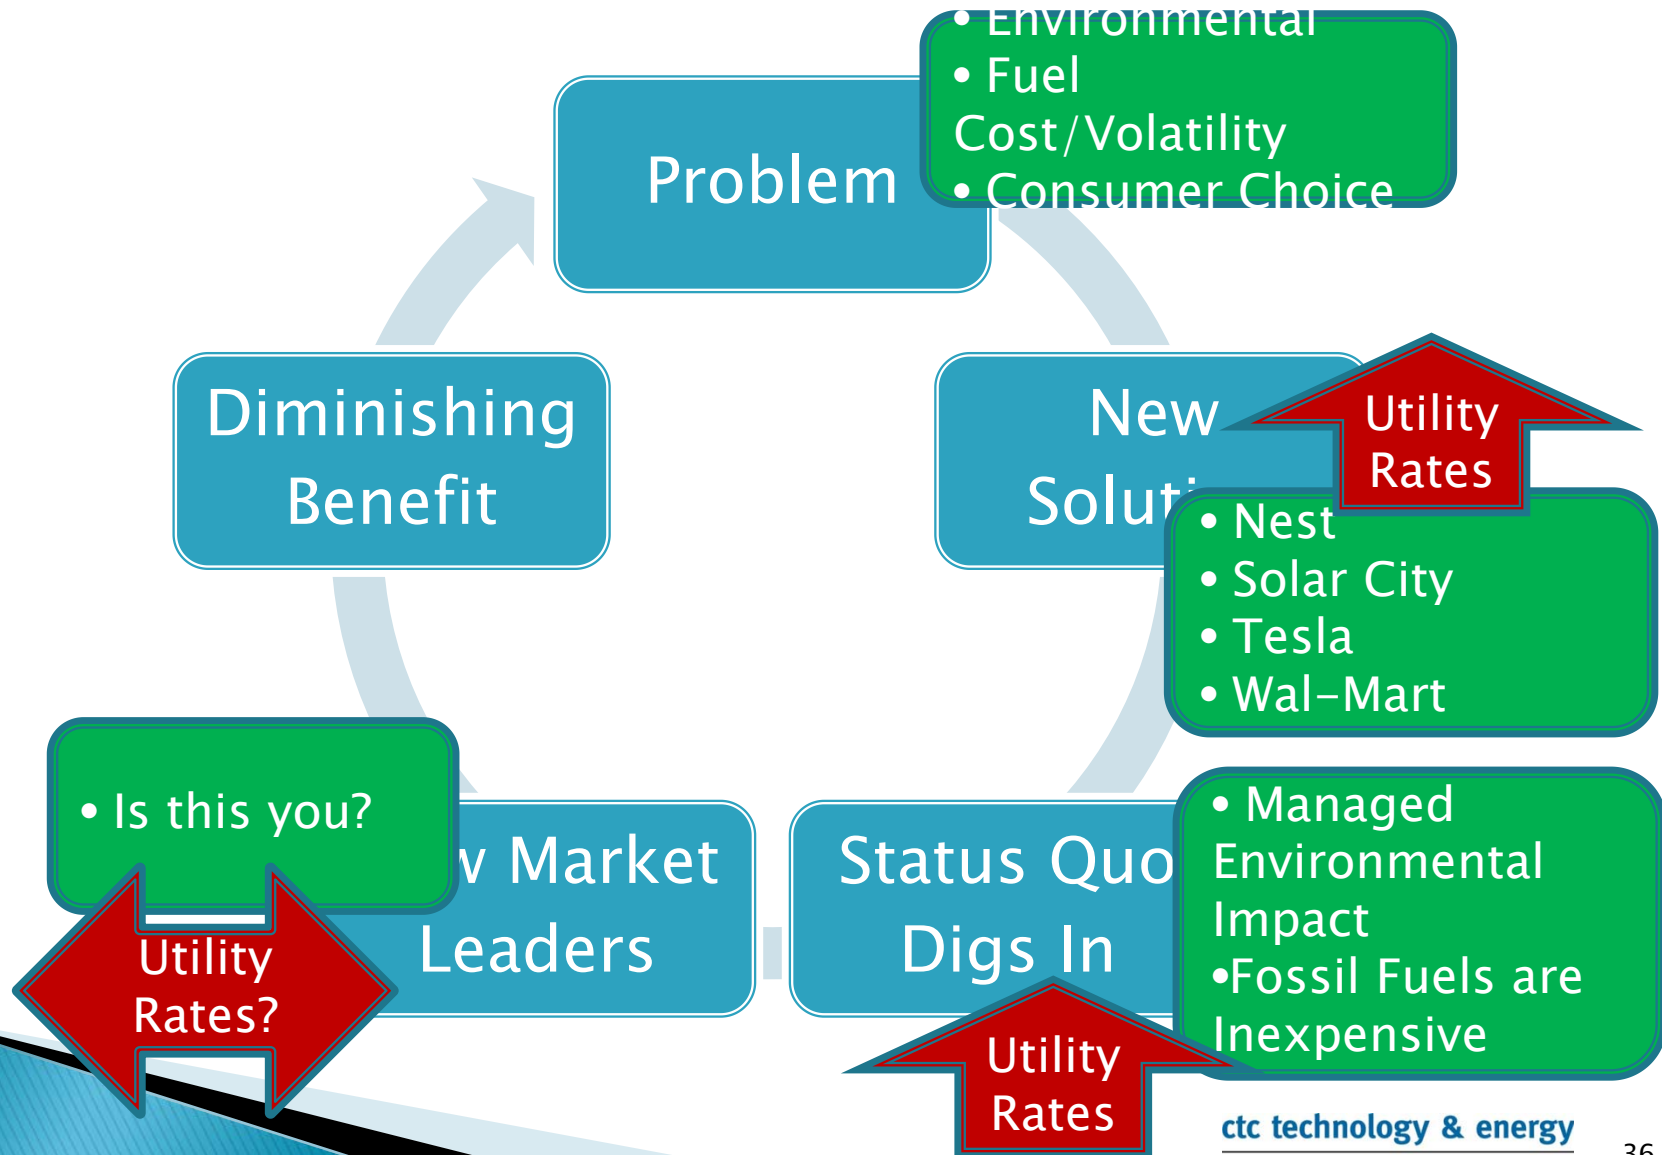 • Environmental
• Fuel
Cost/Volatility
• Consumer Choice
Problem
Diminishing
Benefit
New
Utility
Rates
• Nest
• Solar City
• Tesla
• Wal-Mart
• Is this you?
Market
Leaders
Utility
Rates?
Status Quo
Digs In
• Managed
Environmental
Impact
•Fossil Fuels are
Inexpensive
Utility
Rates
ctc technology & energy
36